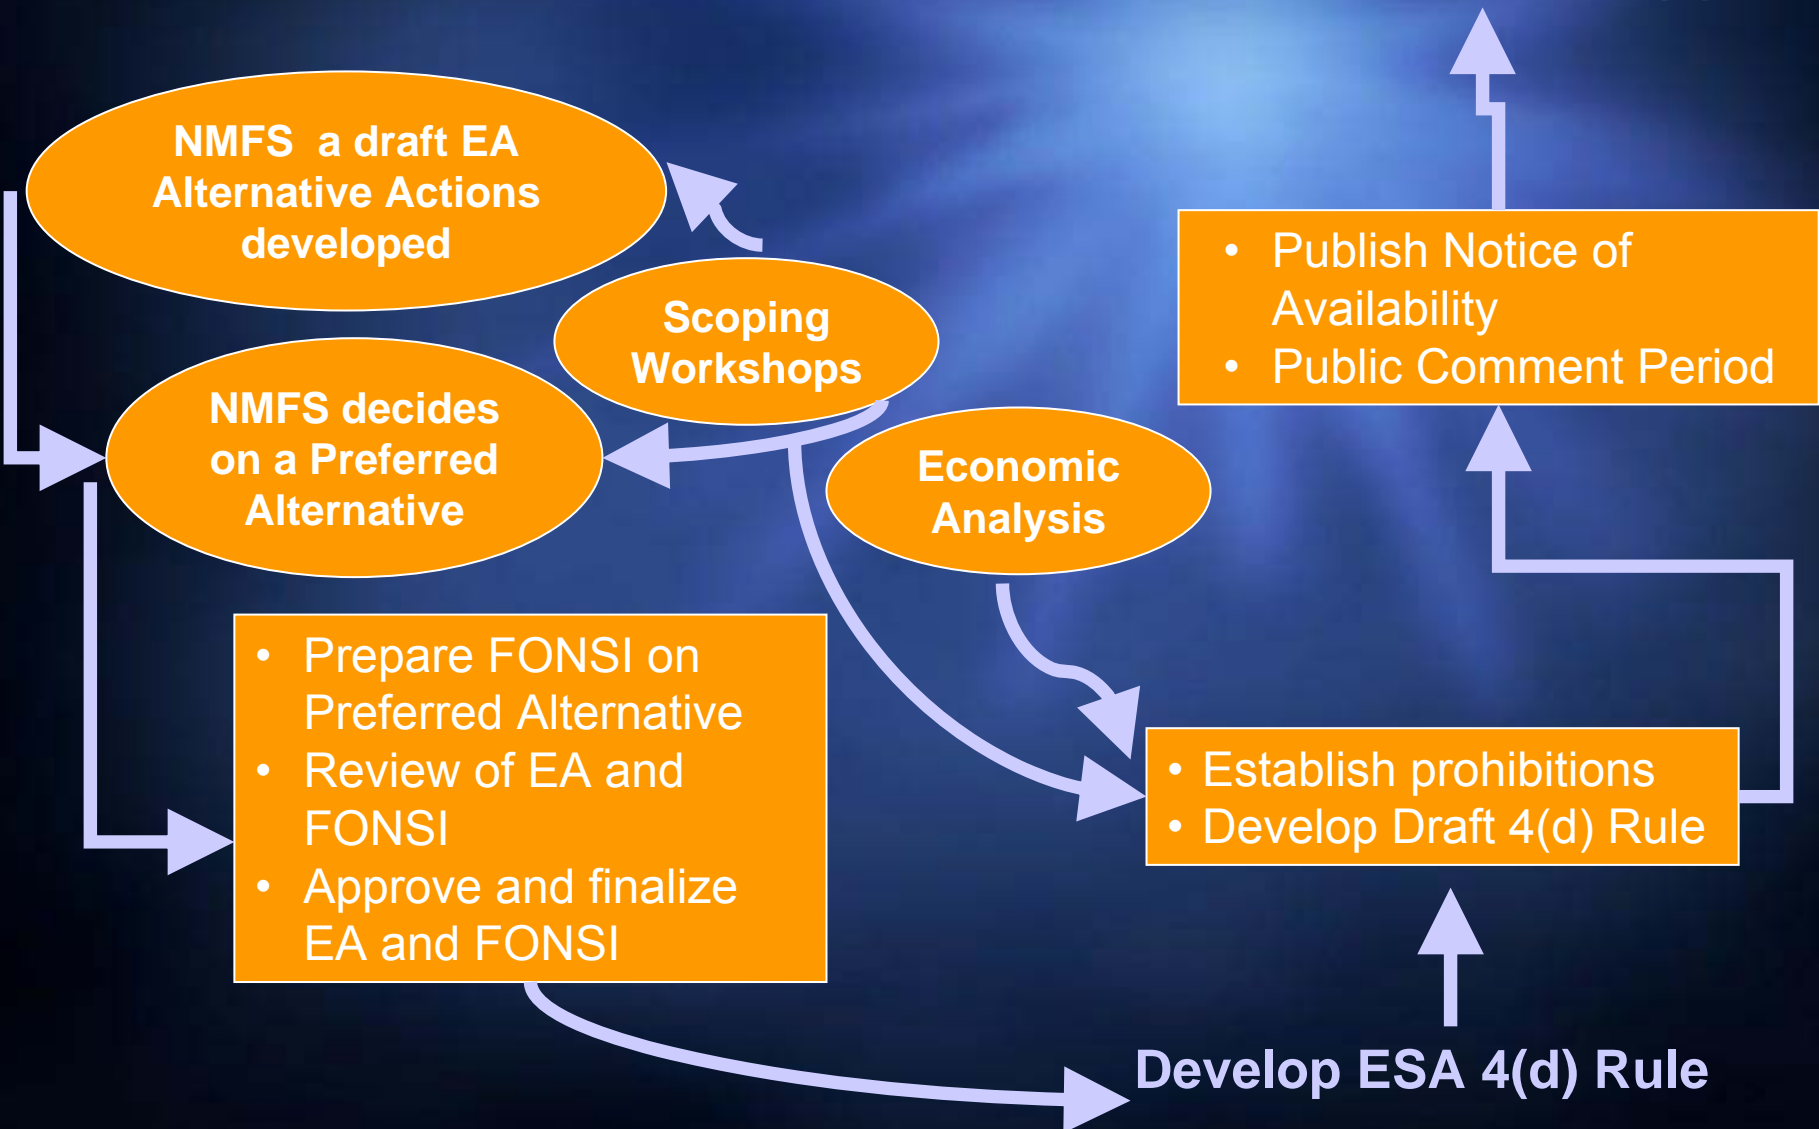 NMFS a draft EA
Alternative Actions
developed
Scoping
Workshops
NMFS decides
on a Preferred
Alternative
Economic
Analysis
• Prepare FONSI on
Preferred Alternative
• Review of EA and
FONSI
• Approve and finalize
EA and FONSI
Develop ESA 4(d) Rule
• Establish prohibitions
• Develop Draft 4(d) Rule
• Publish Notice of
Availability
• Public Comment Period